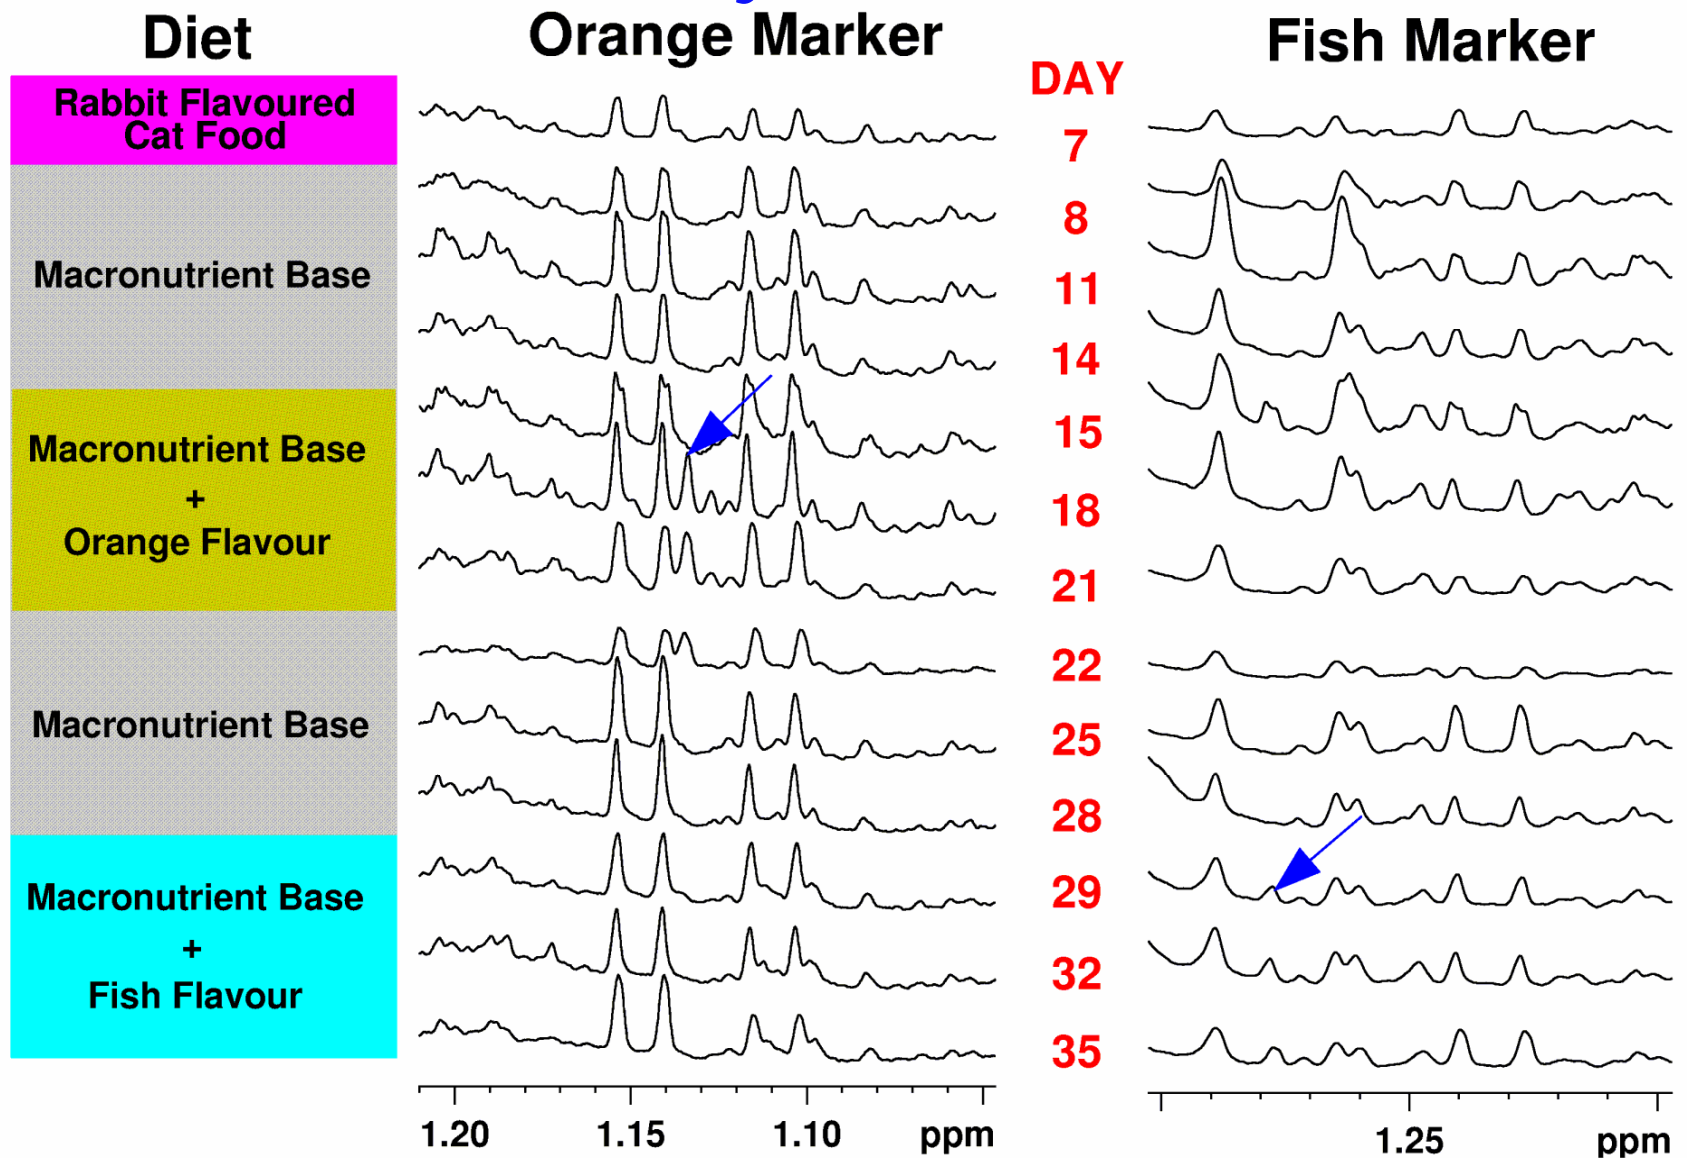 Diet
Orange Marker
Fish Marker
DAY
Rabbit Flavoured
Cat Food
Macronutrient Base
Macronutrient Base
+
Orange Flavour
Macronutrient Base
Macronutrient Base
+
Fish Flavour
7
8
11
14
15
18
21
22
25
28
29
32
35
1.20
1.15
1.10
ppm
1.25
ppm